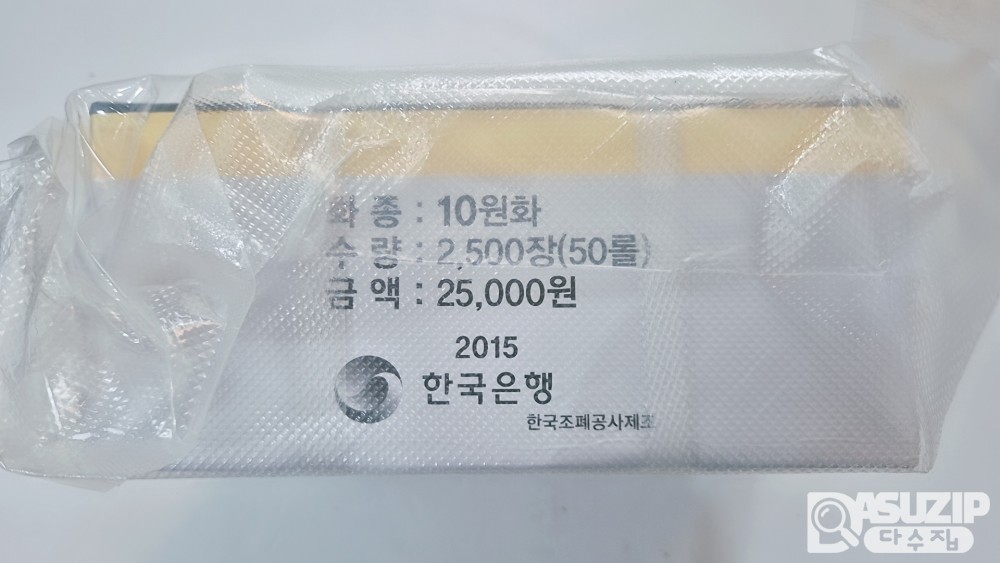 화 종 : 10원화
수 량 : 2,500장(50롤)
금 액 : 25,000원
2015
한국은행
한국조폐공사제조
DASUZIP
다수집